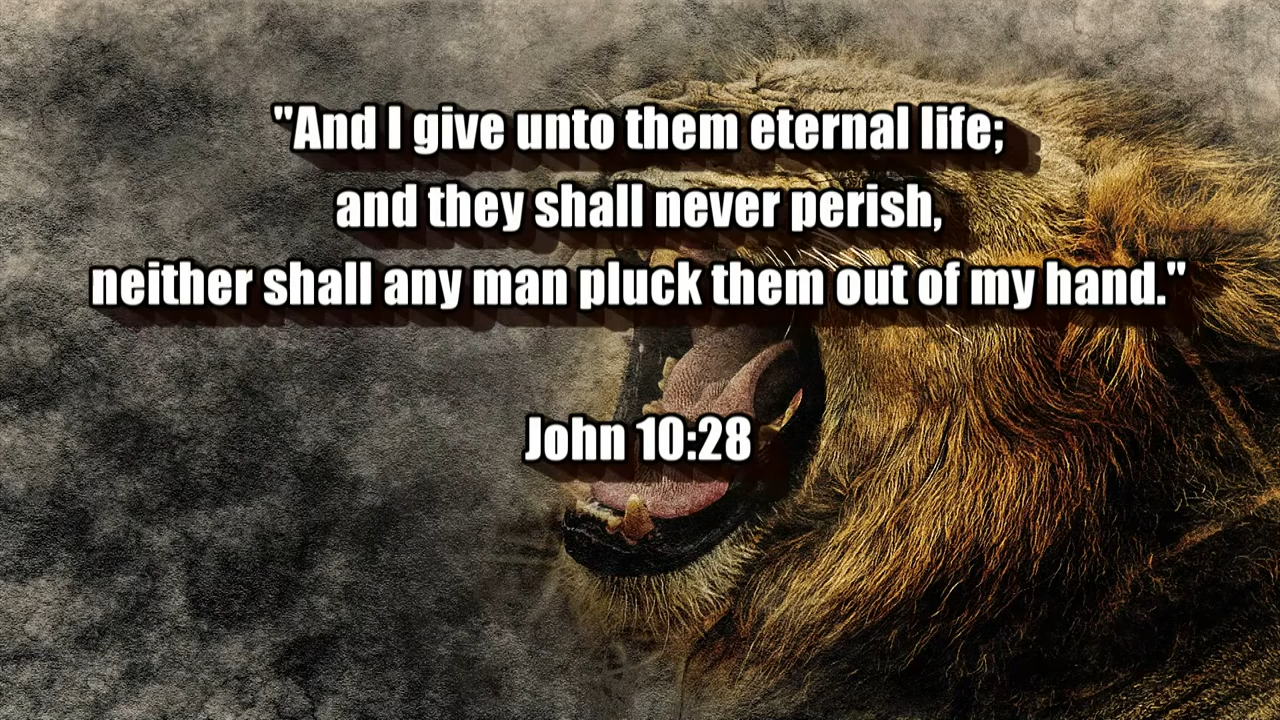 "And I give unto them eternal life;
and they shall never perish,
neither shall any man pluck them out of my hand."
John 10:28